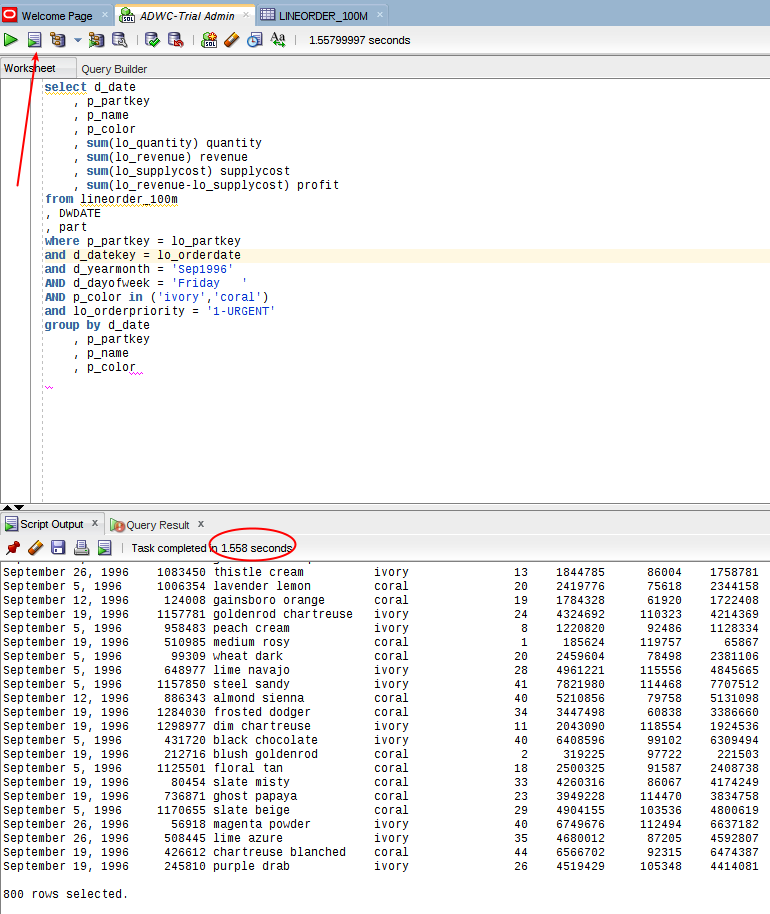 Welcome Page × ADWC-Trial Admin × LINEORDER_100M ×
1.55799997 seconds
Worksheet Query Builder
select d_date
, p_partkey
, p_name
, p_color
, sum(lo_quantity) quantity
, sum(lo_revenue) revenue
, sum(lo_supplycost) supplycost
, sum(lo_revenue-lo_supplycost) profit
from lineorder_100m
, DWDATE
, part
where p_partkey = lo_partkey
and d_datekey = lo_orderdate
and d_yearmonth = 'Sep1996'
AND d_dayofweek = 'Friday   '
AND p_color in ('ivory','coral')
and lo_orderpriority = '1-URGENT'
group by d_date
, p_partkey
, p_name
, p_color
Script Output x Query Result x
Task completed in 1.558 seconds
September 26, 1996 1083450 thistle cream ivory 13 1844785 86004 1758781
September 5, 1996 1006354 lavender lemon coral 20 2419776 75618 2344158
September 12, 1996 124008 gainsboro orange coral 19 1784328 61920 1722408
September 19, 1996 1157781 goldenrod chartreuse ivory 24 4324692 110323 4214369
September 5, 1996 958483 peach cream ivory 8 1220820 92486 1128334
September 19, 1996 510985 medium rosy coral 1 185624 119757 65867
September 5, 1996 99309 wheat dark coral 20 2459604 78498 2381106
September 5, 1996 648977 lime navajo ivory 28 4961221 115556 4845665
September 5, 1996 1157850 steel sandy ivory 41 7821980 114468 7707512
September 12, 1996 886343 almond sienna coral 40 5210856 79758 5131098
September 19, 1996 1284030 frosted dodger coral 34 3447498 60838 3386660
September 19, 1996 1298977 dim chartreuse ivory 11 2043090 118554 1924536
September 5, 1996 431720 black chocolate ivory 40 6408596 99102 6309494
September 19, 1996 212716 blush goldenrod coral 2 319225 97722 221503
September 5, 1996 1125501 floral tan coral 18 2500325 91587 2408738
September 19, 1996 80454 slate misty coral 33 4260316 86067 4174249
September 19, 1996 736871 ghost papaya coral 23 3949228 114470 3834758
September 5, 1996 1170655 slate beige coral 29 4904155 103536 4800619
September 26, 1996 56918 magenta powder ivory 40 6749676 112494 6637182
September 26, 1996 508445 lime azure ivory 35 4680012 87205 4592807
September 19, 1996 426612 chartreuse blanched coral 44 6566702 92315 6474387
September 19, 1996 245810 purple drab ivory 26 4519429 105348 4414081
800 rows selected.